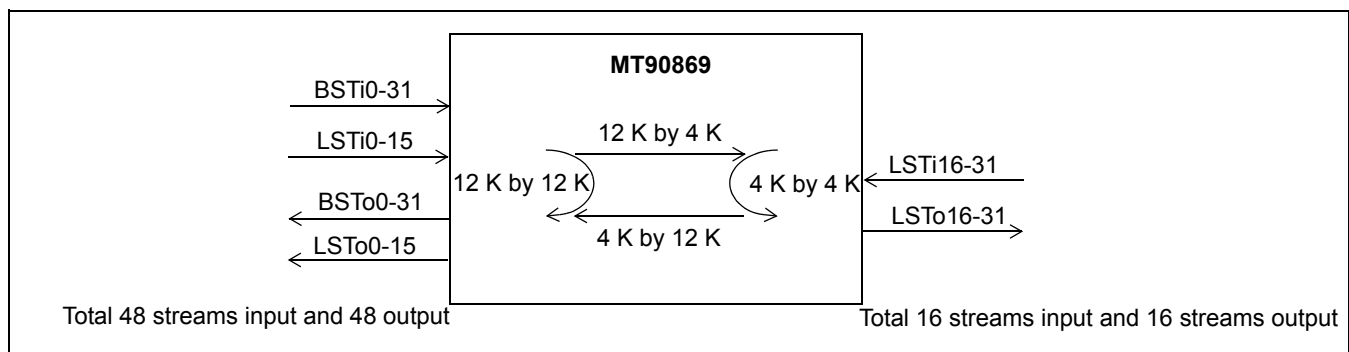 MT90869
BSTi0-31
LSTi0-15
BSTo0-31
LSTo0-15
12 K by 4 K
12 K by 12 K
4 K by 4 K
4 K by 12 K
LSTi16-31
LSTo16-31
Total 48 streams input and 48 output
Total 16 streams input and 16 streams output